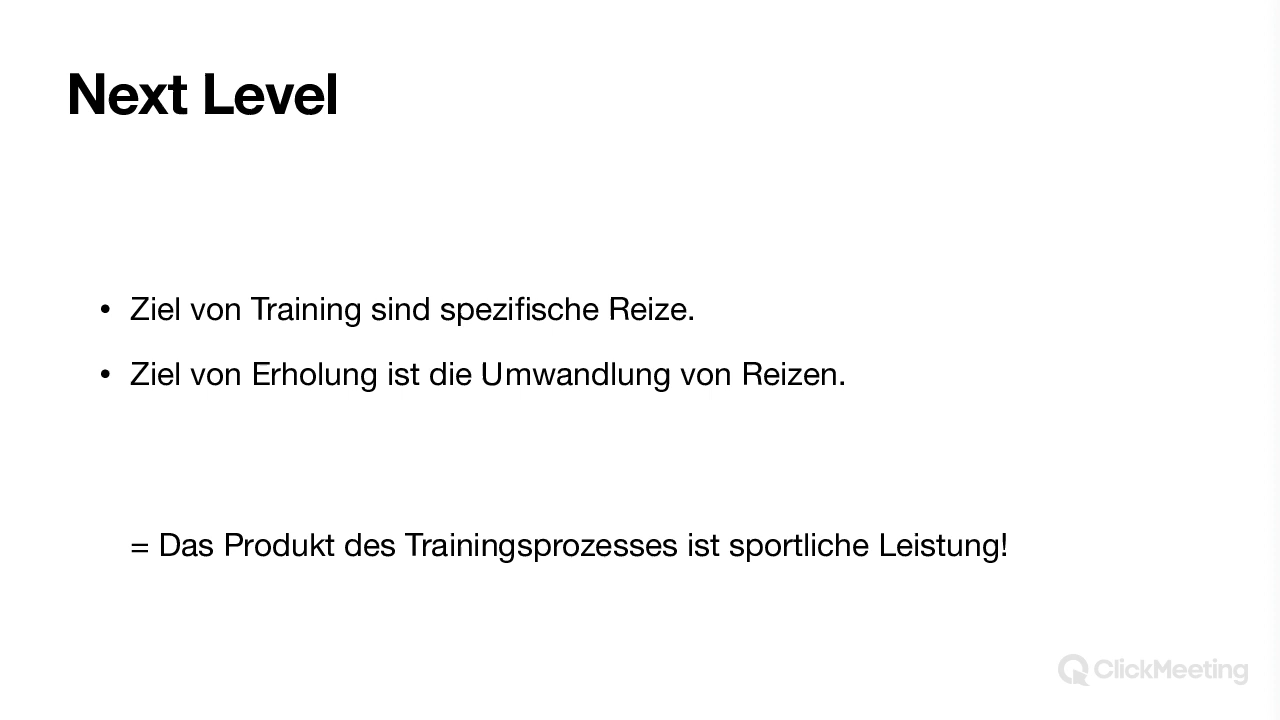 Next Level
• Ziel von Training sind spezifische Reize.
• Ziel von Erholung ist die Umwandlung von Reizen.
= Das Produkt des Trainingsprozesses ist sportliche Leistung!
ClickMeeting